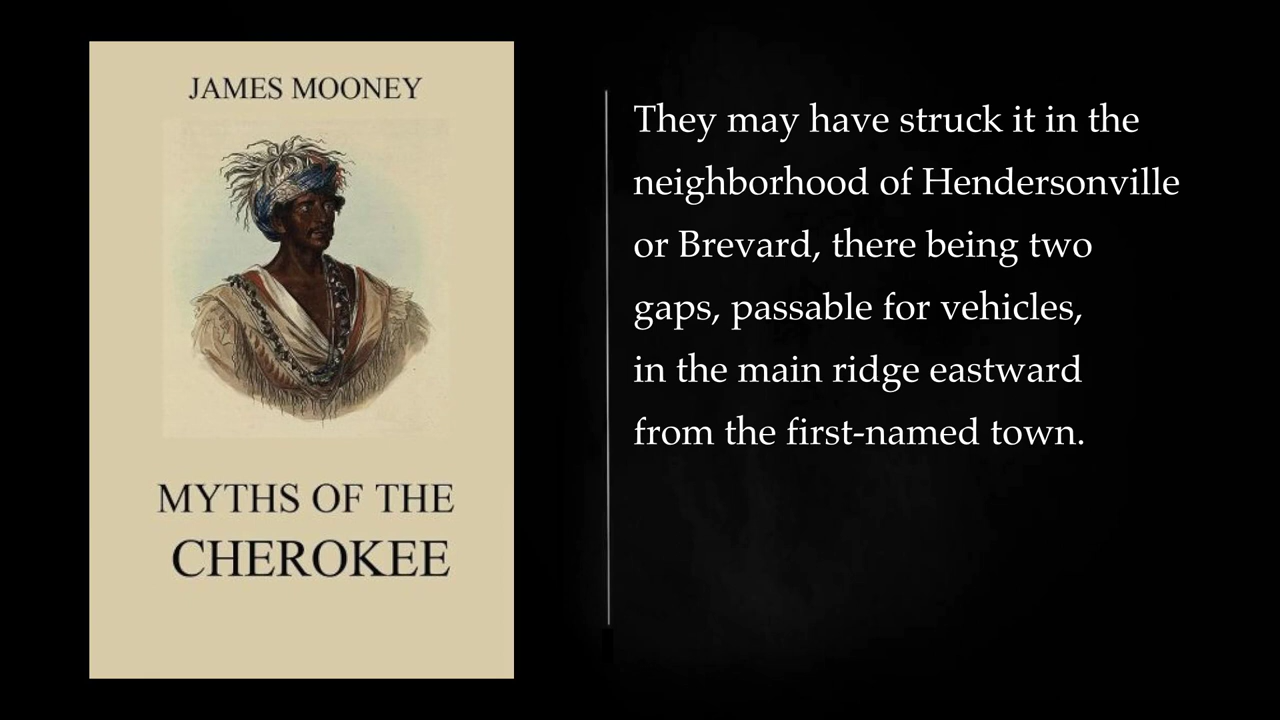 JAMES MOONEY
MYTHS OF THE
CHEROKEE
They may have struck it in the
neighborhood of Hendersonville
or Brevard, there being two
gaps, passable for vehicles,
in the main ridge eastward
from the first-named town.